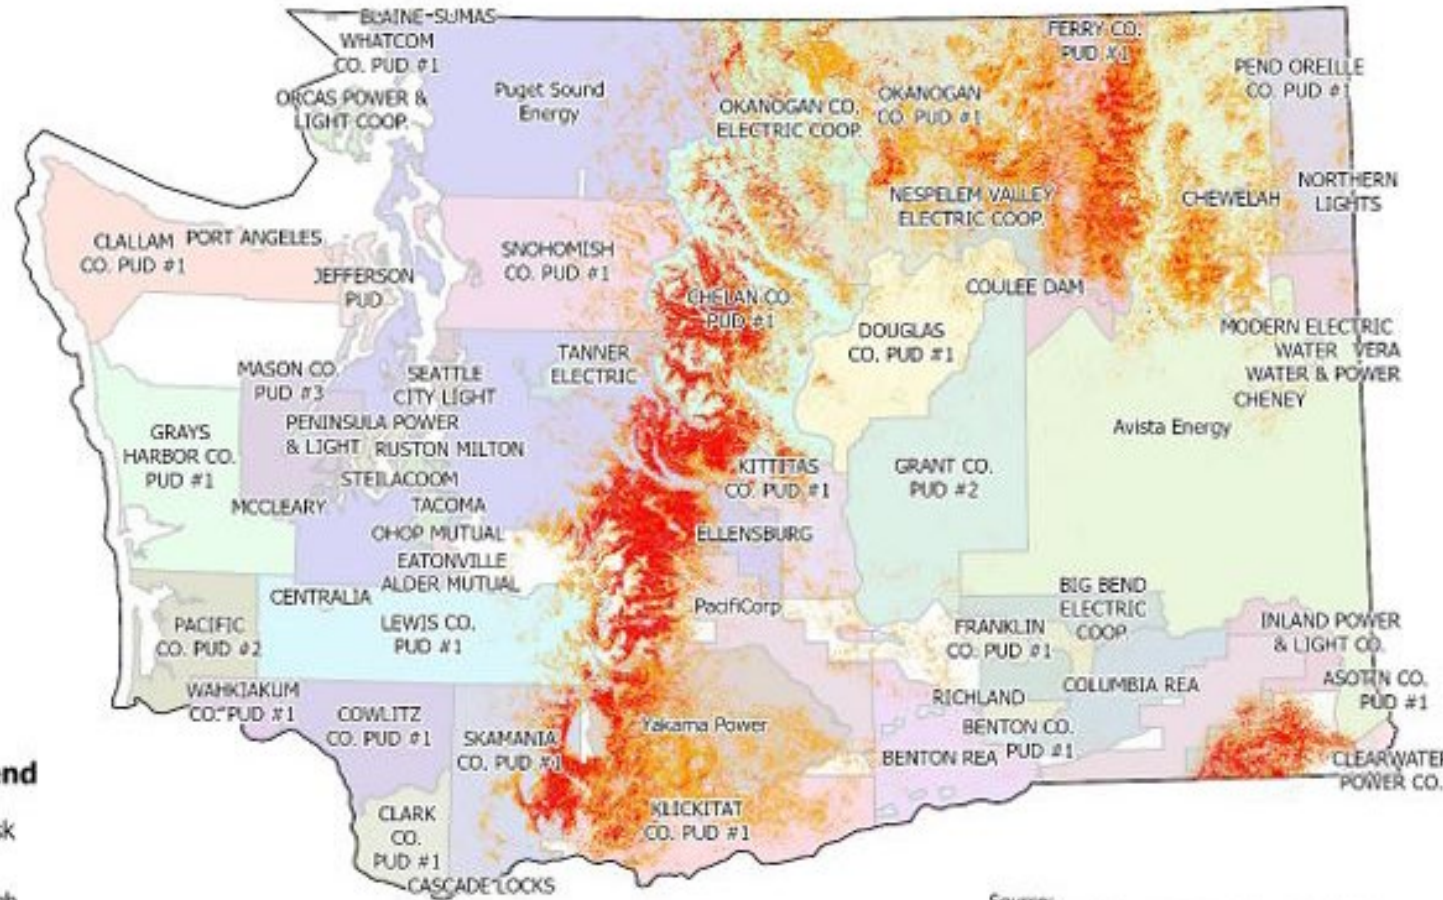 BLAINE-SUMAS
WHATCOM
CO. PUD #1
ORCAS POWER &
LIGHT COOP.
Puget Sound
Energy
OKANOGAN CO.
ELECTRIC COOP.
OKANOGAN
CO. PUD #1
FERRY CO.
PUD #1
PEND OREILLE
CO. PUD #1
NORTHERN
LIGHTS
CHEWELAH
NESPELEM VALLEY
ELECTRIC COOP.
CLALLAM
CO. PUD #1
PORT ANGELES
JEFFERSON
PUD
SNOHOMISH
CO. PUD #1
CHELAN CO.
PUD #1
COULEE DAM
DOUGLAS
CO. PUD #1
MODERN ELECTRIC
WATER VERA
WATER & POWER
CHENEY
MASON CO.
PUD #3
SEATTLE
CITY LIGHT
TANNER
ELECTRIC
PENINSULA POWER
& LIGHT
RUSTON MILTON
GRAYS
HARBOR CO.
PUD #1
STEILACOOM
MCCLEARY
TACOMA
OHOP MUTUAL
EATONVILLE
ALDER MUTUAL
KITTITAS
CO. PUD #1
GRANT CO.
PUD #2
Avista Energy
ELLENSBURG
CENTRALIA
LEWIS CO.
PUD #1
PACIFIC
CO. PUD #2
PacifiCorp
FRANKLIN
CO. PUD #1
BIG BEND
ELECTRIC
COOP
INLAND POWER
& LIGHT CO.
ASOTIN CO.
PUD #1
WAHKIAKUM
CO. PUD #1
COWLITZ
CO. PUD #1
SKAMANIA
CO. PUD #1
Yakama Power
RICHLAND
COLUMBIA REA
BENTON CO.
PUD #1
BENTON REA
CLEARWATER
POWER CO.
CLARK
CO.
PUD #1
KLICKITAT
CO. PUD #1
CASCADE LOCKS
end
sk